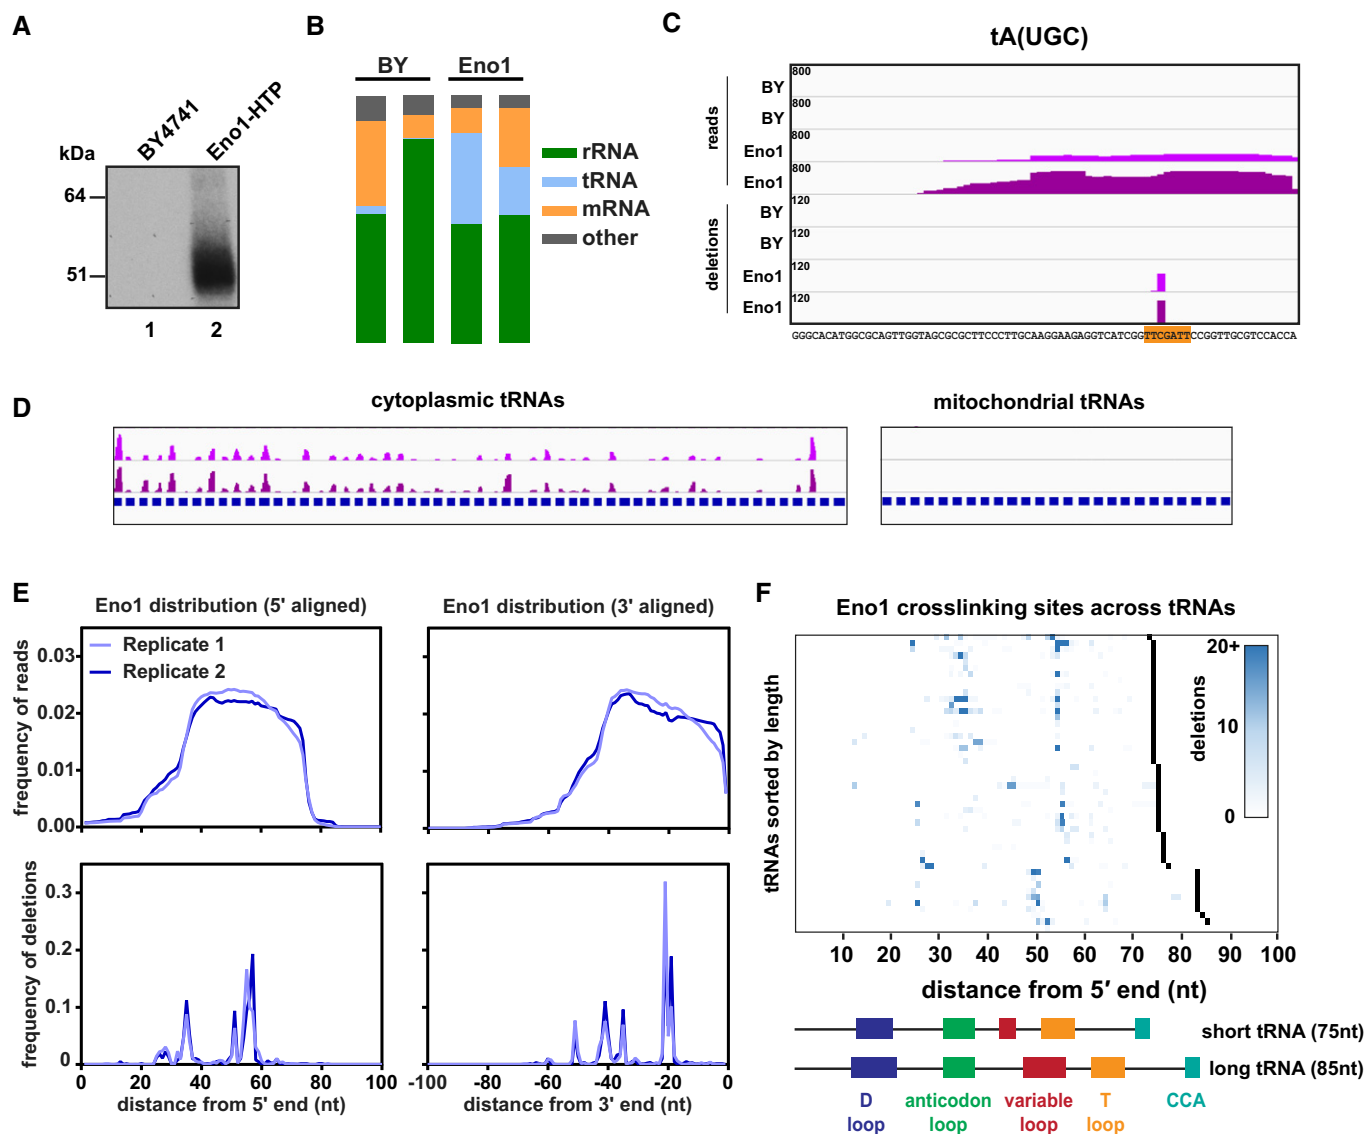 A
BY4741
Eno1-HTP
kDa
64
51
1
2
B
BY
Eno1
rRNA
tRNA
mRNA
other
C
tA(UGC)
reads
deletions
800
BY
800
BY
800
Eno1
800
Eno1
120
BY
120
BY
120
Eno1
120
Eno1
GGGCACATGGCGCAGTTGGTAGCGCGCTTCCCTTGCAAGGAAGAGGTCATCGGTTCGATTCCGGTTGCGTCCACCA
D
cytoplasmic tRNAs
mitochondrial tRNAs
E
Eno1 distribution (5' aligned)
Eno1 distribution (3' aligned)
Replicate 1
Replicate 2
frequency of reads
0.03
0.02
0.01
0.00
frequency of deletions
0.3
0.2
0.1
0
0 20 40 60 80 100
distance from 5' end (nt)
-100 -80 -60 -40 -20 0
distance from 3' end (nt)
F
Eno1 crosslinking sites across tRNAs
tRNAs sorted by length
deletions
20+
10
0
10 20 30 40 50 60 70 80 90 100
distance from 5′ end (nt)
short tRNA (75nt)
long tRNA (85nt)
D loop
anticodon loop
variable loop
T loop
CCA